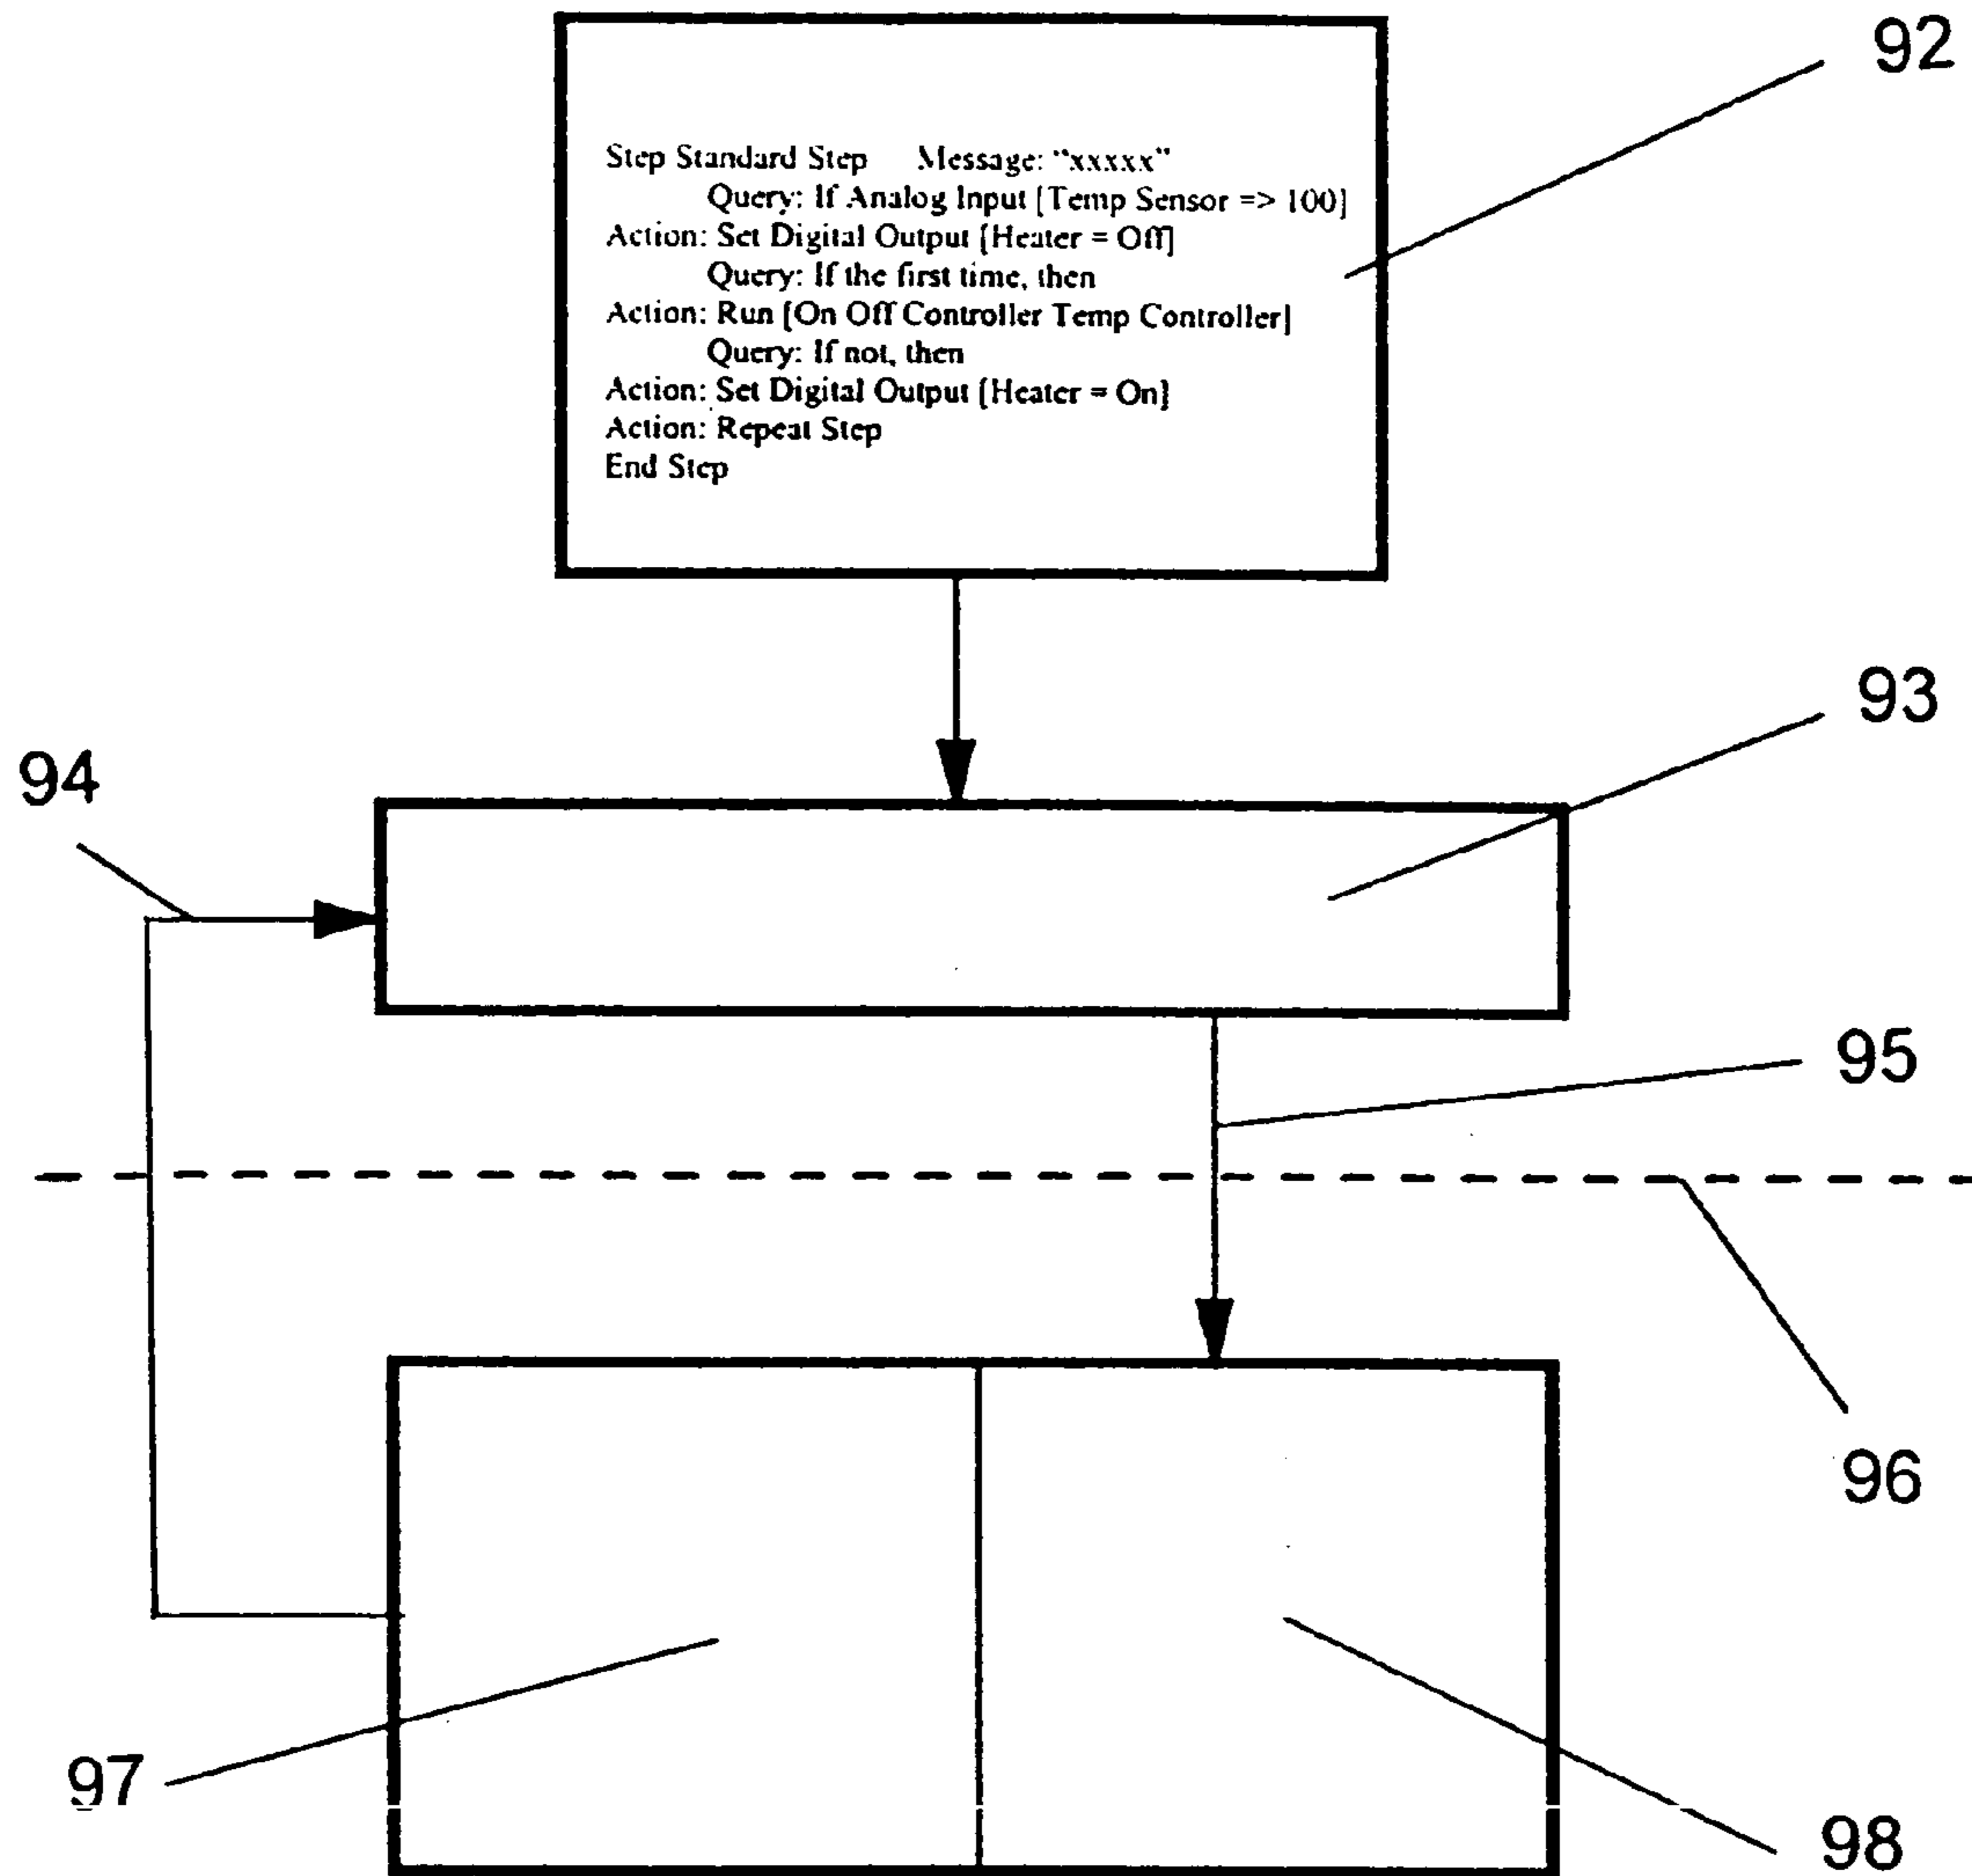 92
Step Standard Step Message: "xxxxx"
Query: If Analog Input [Temp Sensor => 100]
Action: Set Digital Output [Heater = Off]
Query: If the first time, then
Action: Run [On Off Controller Temp Controller]
Query: If not, then
Action: Set Digital Output [Heater = On]
Action: Repeat Step
End Step
93
94
95
96
97
98